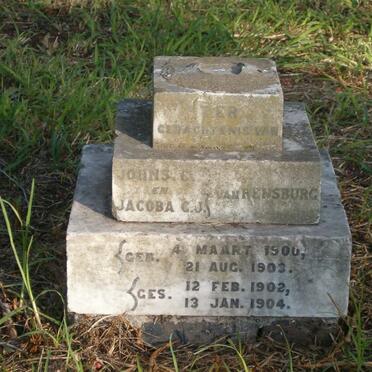 TER
GEDACHTENIS VAN
JOHNS. C.
EN
JACOBA C.J. VAN RENSBURG
GEB. 4 MAART 1900,
21 AUG. 1903.
GES. 12 FEB. 1902,
13 JAN. 1904.